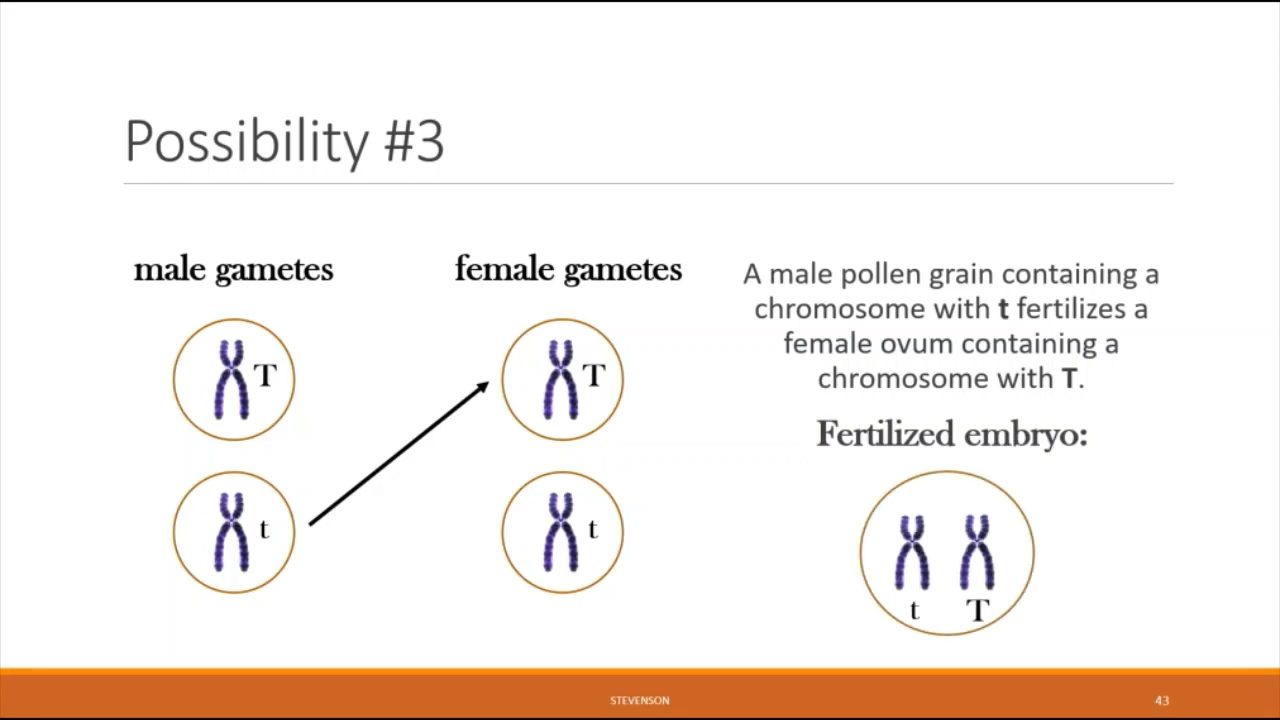 Possibility #3
male gametes
female gametes
T
T
t
t
A male pollen grain containing a
chromosome with t fertilizes a
female ovum containing a
chromosome with T.
Fertilized embryo:
t T
STEVENSON
43